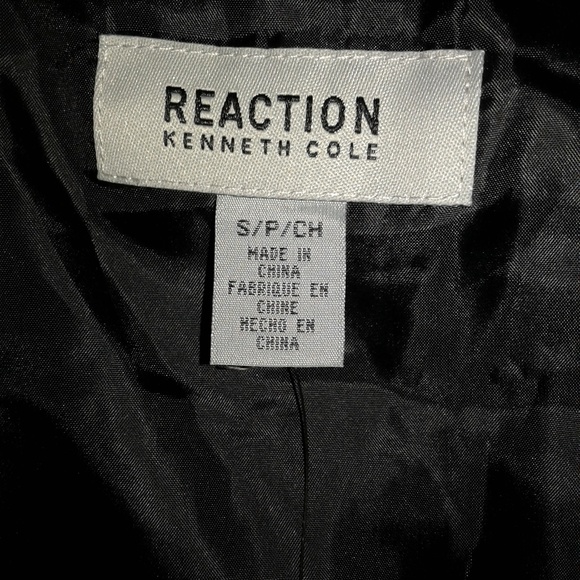 REACTION
KENNETH COLE
S/P/CH
MADE IN
CHINA
FABRIQUE EN
CHINE
HECHO EN
CHINA